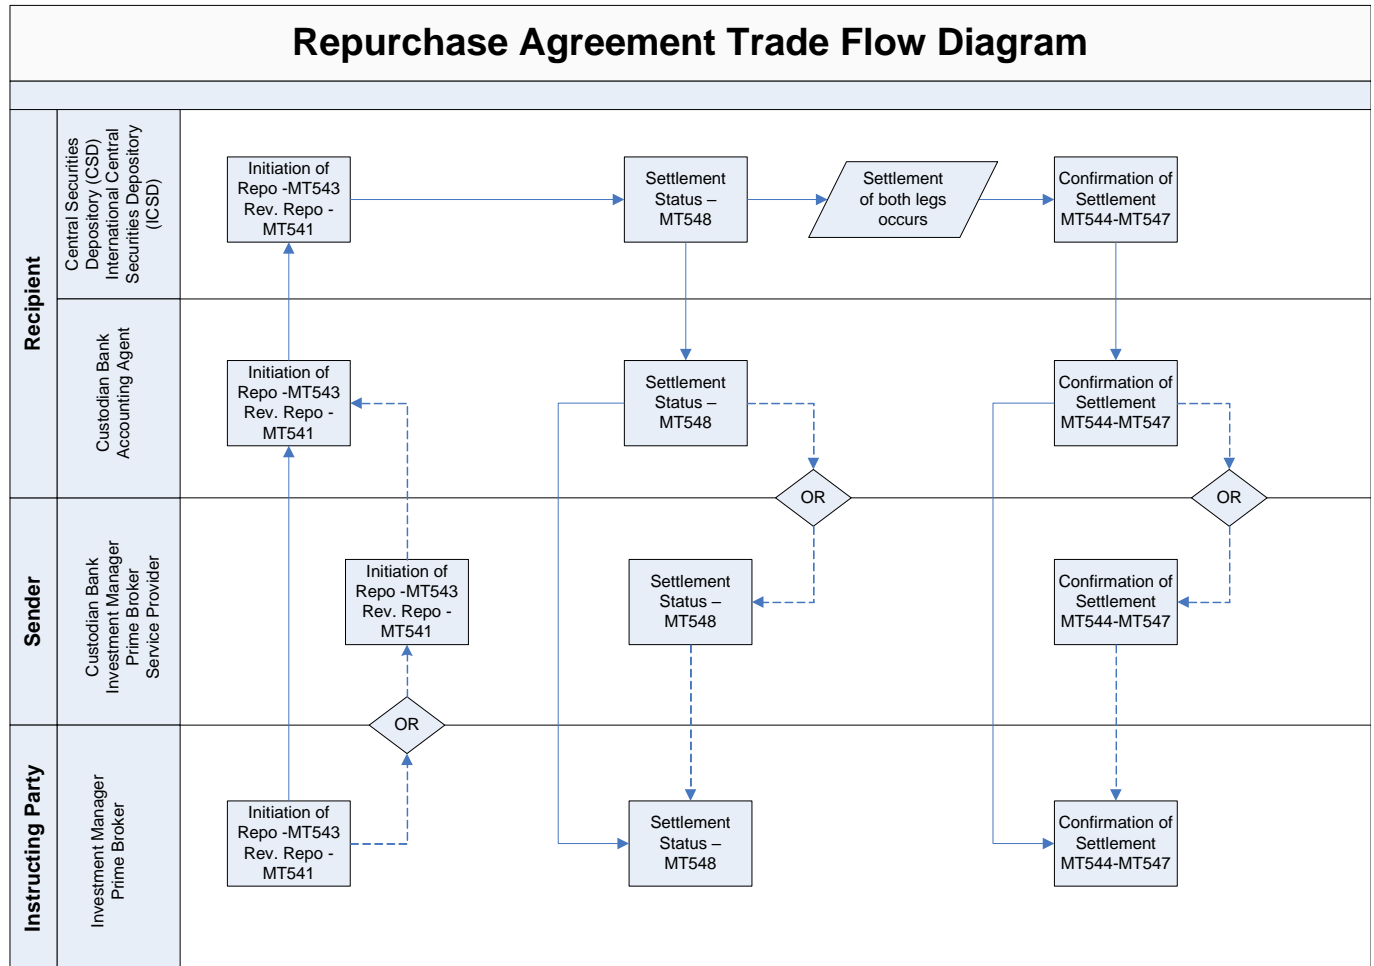 Repurchase Agreement Trade Flow Diagram
Recipient
Central Securities
Depository (CSD)
International Central
Securities Depository
(ICSD)
Initiation of
Repo -MT543
Rev. Repo -
MT541
Settlement
Status –
MT548
Settlement
of both legs
occurs
Confirmation of
Settlement
MT544-MT547
Custodian Bank
Accounting Agent
Initiation of
Repo -MT543
Rev. Repo -
MT541
Settlement
Status –
MT548
Confirmation of
Settlement
MT544-MT547
OR
OR
Sender
Custodian Bank
Investment Manager
Prime Broker
Service Provider
Initiation of
Repo -MT543
Rev. Repo -
MT541
Settlement
Status –
MT548
Confirmation of
Settlement
MT544-MT547
OR
Instructing Party
Investment Manager
Prime Broker
Initiation of
Repo -MT543
Rev. Repo -
MT541
Settlement
Status –
MT548
Confirmation of
Settlement
MT544-MT547